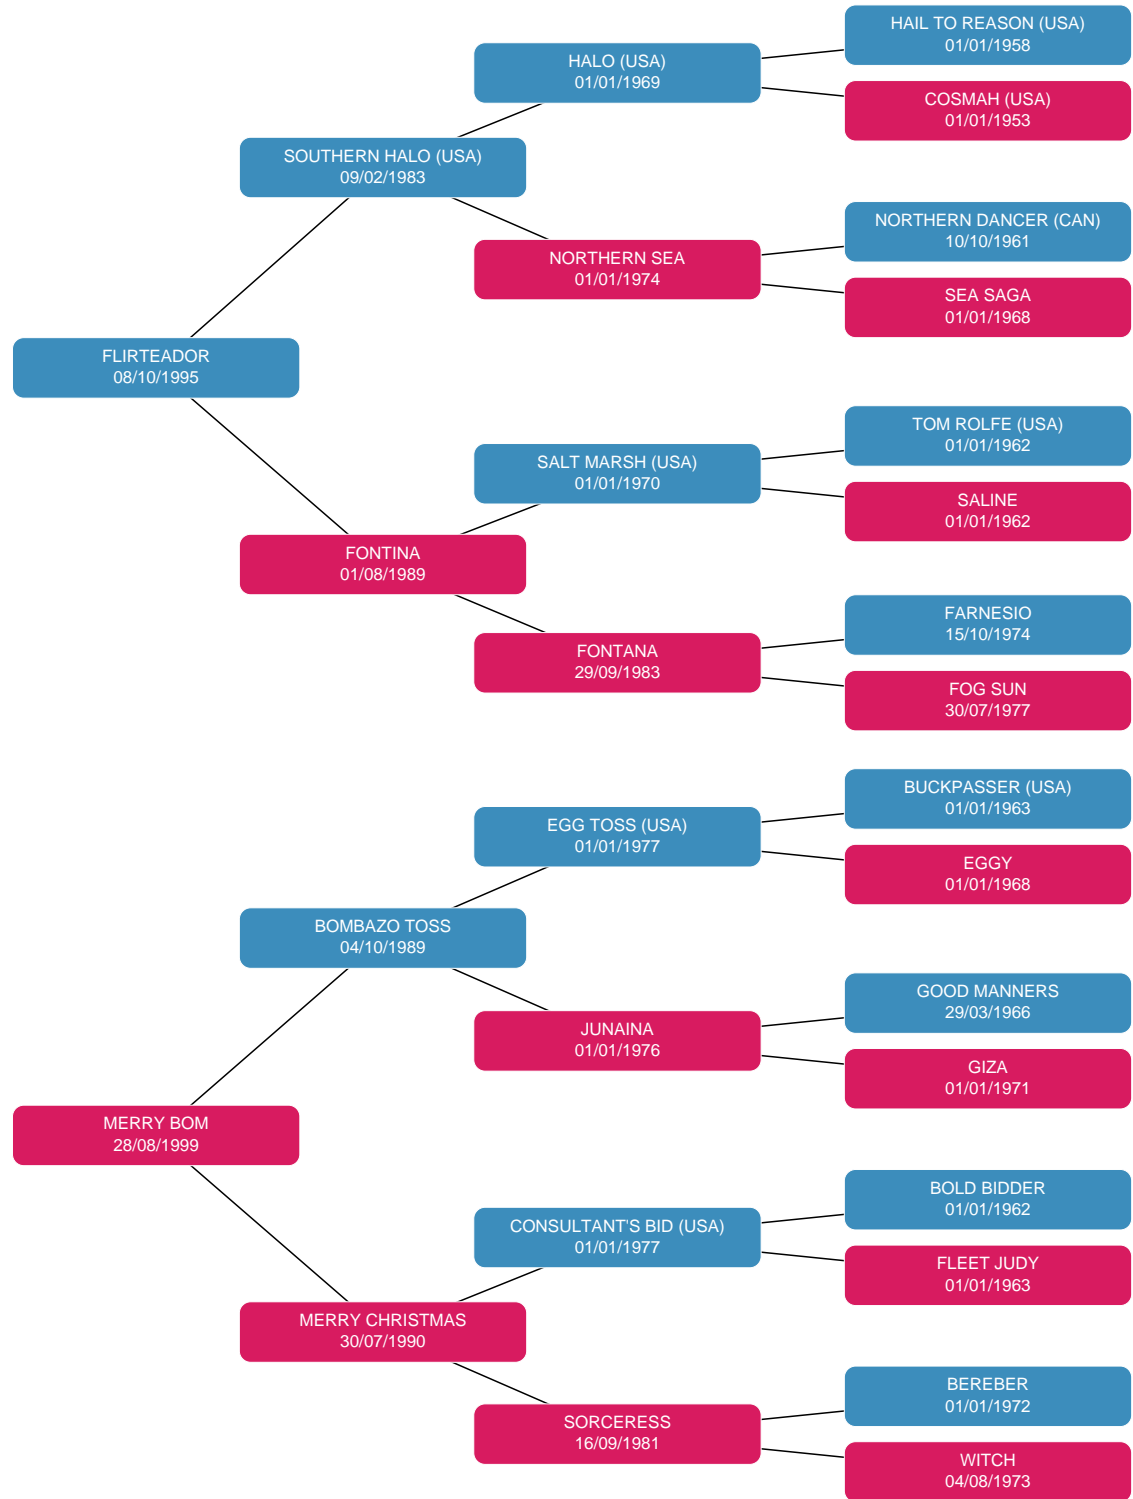 HAIL TO REASON (USA)
01/01/1958
HALO (USA)
01/01/1969
COSMAH (USA)
01/01/1953
SOUTHERN HALO (USA)
09/02/1983
NORTHERN DANCER (CAN)
10/10/1961
NORTHERN SEA
01/01/1974
SEA SAGA
01/01/1968
FLIRTEADOR
08/10/1995
TOM ROLFE (USA)
01/01/1962
SALT MARSH (USA)
01/01/1970
SALINE
01/01/1962
FONTINA
01/08/1989
FARNESIO
15/10/1974
FONTANA
29/09/1983
FOG SUN
30/07/1977
BUCKPASSER (USA)
01/01/1963
EGG TOSS (USA)
01/01/1977
EGGY
01/01/1968
BOMBAZO TOSS
04/10/1989
GOOD MANNERS
29/03/1966
JUNAINA
01/01/1976
GIZA
01/01/1971
MERRY BOM
28/08/1999
BOLD BIDDER
01/01/1962
CONSULTANT'S BID (USA)
01/01/1977
FLEET JUDY
01/01/1963
MERRY CHRISTMAS
30/07/1990
BEREBER
01/01/1972
SORCERESS
16/09/1981
WITCH
04/08/1973